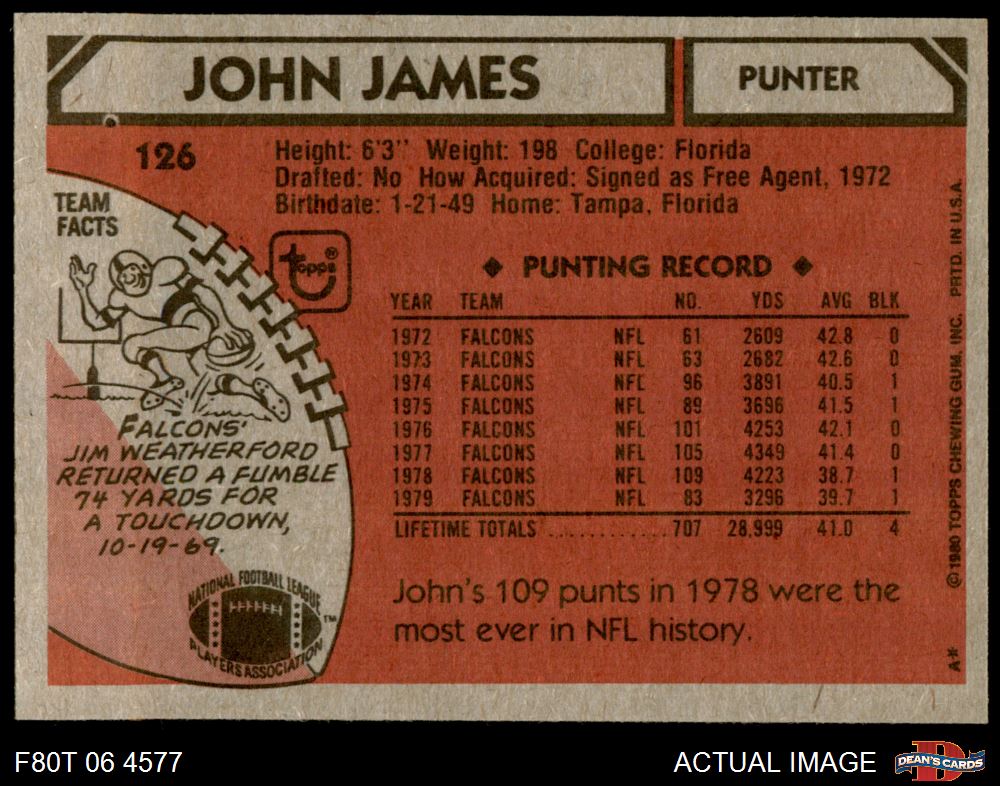 JOHN JAMES
PUNTER
126
Height: 6'3" Weight: 198 College: Florida
Drafted: No How Acquired: Signed as Free Agent, 1972
Birthdate: 1-21-49 Home: Tampa, Florida
TEAM
FACTS
topps®
FALCONS'
JIM WEATHERFORD
RETURNED A FUMBLE
74 YARDS FOR
A TOUCHDOWN,
10-19-69.
NATIONAL FOOTBALL LEAGUE
PLAYERS ASSOCIATION
TM
◆ PUNTING RECORD ◆
YEAR TEAM NO. YDS AVG BLK
1972 FALCONS NFL 61 2609 42.8 0
1973 FALCONS NFL 63 2682 42.6 0
1974 FALCONS NFL 96 3891 40.5 1
1975 FALCONS NFL 89 3696 41.5 1
1976 FALCONS NFL 101 4253 42.1 0
1977 FALCONS NFL 105 4349 41.4 0
1978 FALCONS NFL 109 4223 38.7 1
1979 FALCONS NFL 83 3296 39.7 1
LIFETIME TOTALS ............ 707 28,999 41.0 4
John's 109 punts in 1978 were the
most ever in NFL history.
© 1980 TOPPS CHEWING GUM, INC. PRTD. IN U.S.A.
A*
F80T 06 4577
ACTUAL IMAGE
D
DEAN'S CARDS